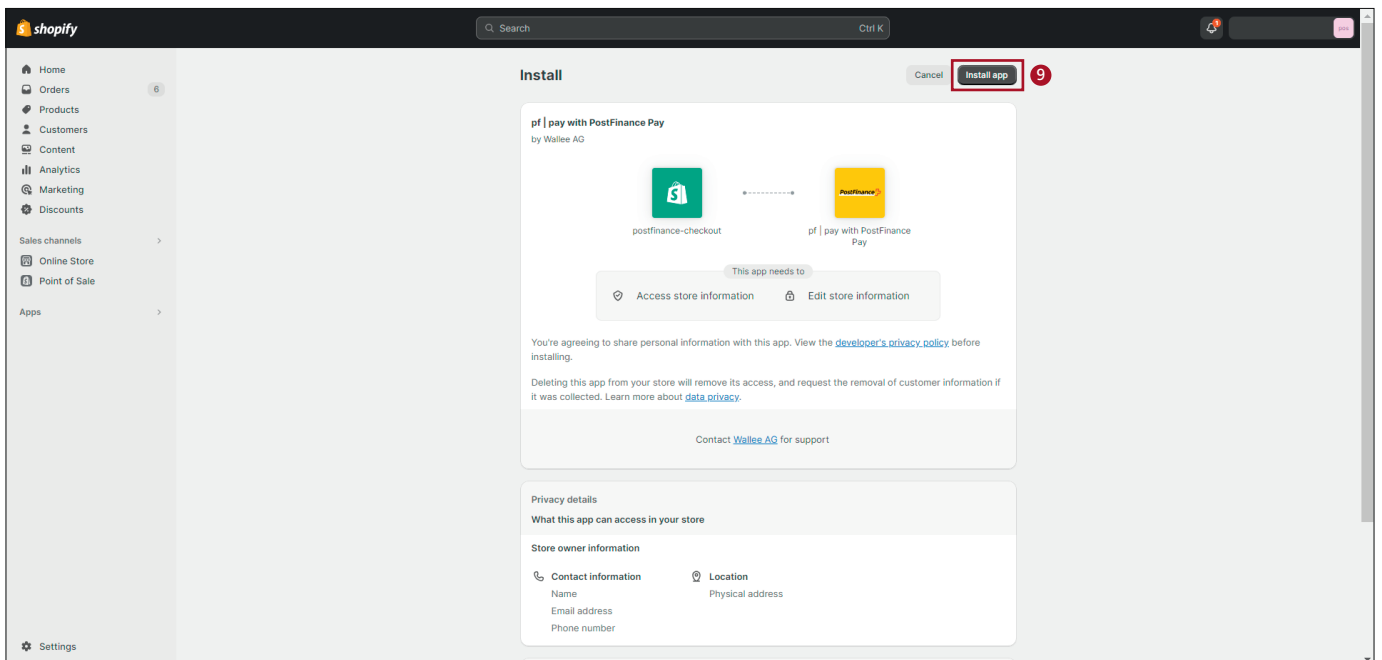 shopify
Search
Ctrl K
Home
Orders
6
Products
Customers
Content
Analytics
Marketing
Discounts
Sales channels
Online Store
Point of Sale
Apps
Settings
Install
Cancel
Install app
9
pf | pay with PostFinance Pay
by Wallee AG
PostFinance
postfinance-checkout
pf | pay with PostFinance
Pay
This app needs to
Access store information
Edit store information
You're agreeing to share personal information with this app. View the developer's privacy policy before
installing.
Deleting this app from your store will remove its access, and request the removal of customer information if
it was collected. Learn more about data privacy.
Contact Wallee AG for support
Privacy details
What this app can access in your store
Store owner information
Contact information
Name
Email address
Phone number
Location
Physical address